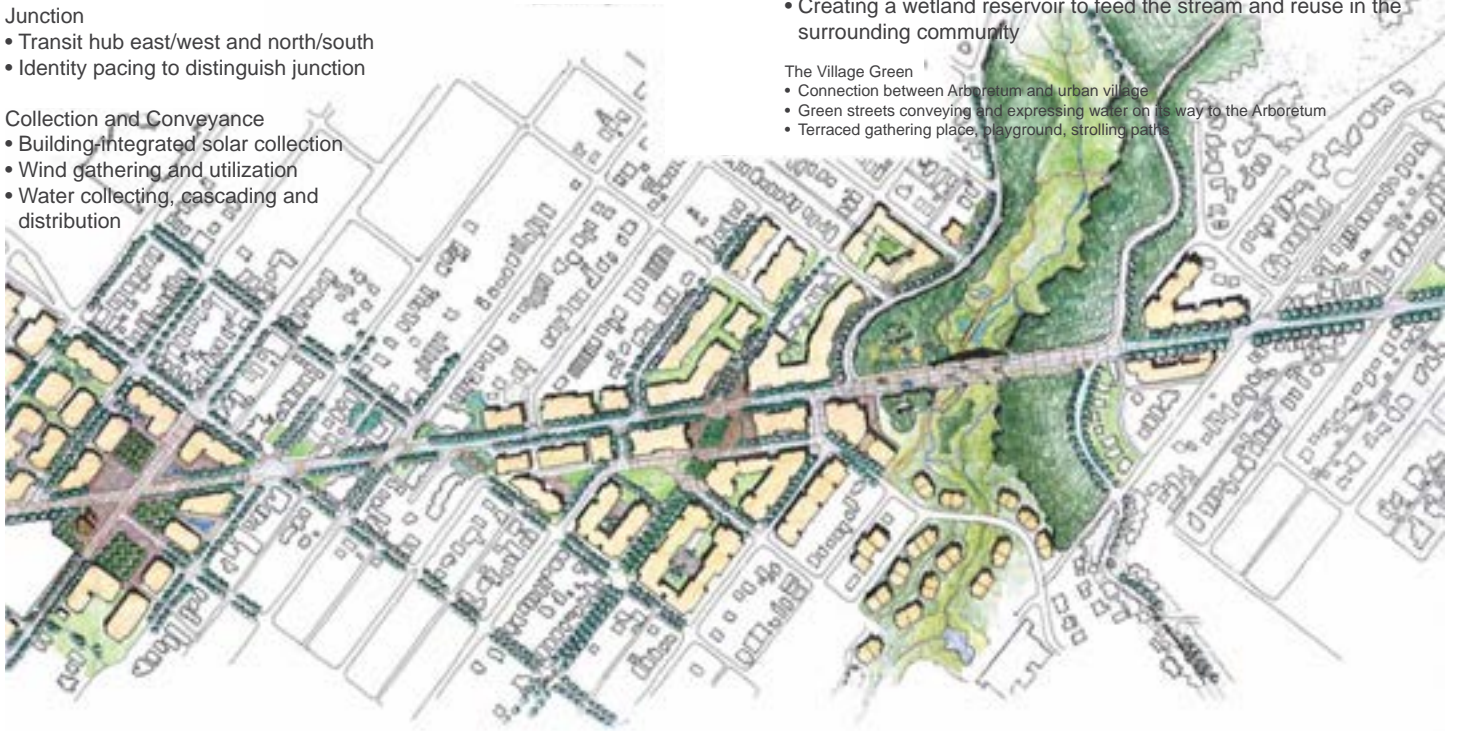 Junction
• Transit hub east/west and north/south
• Identity pacing to distinguish junction
Collection and Conveyance
• Building-integrated solar collection
• Wind gathering and utilization
• Water collecting, cascading and
distribution
• Creating a wetland reservoir to feed the stream and reuse in the
surrounding community
The Village Green
• Connection between Arboretum and urban village
• Green streets conveying and expressing water on its way to the Arboretum
• Terraced gathering place, playground, strolling paths